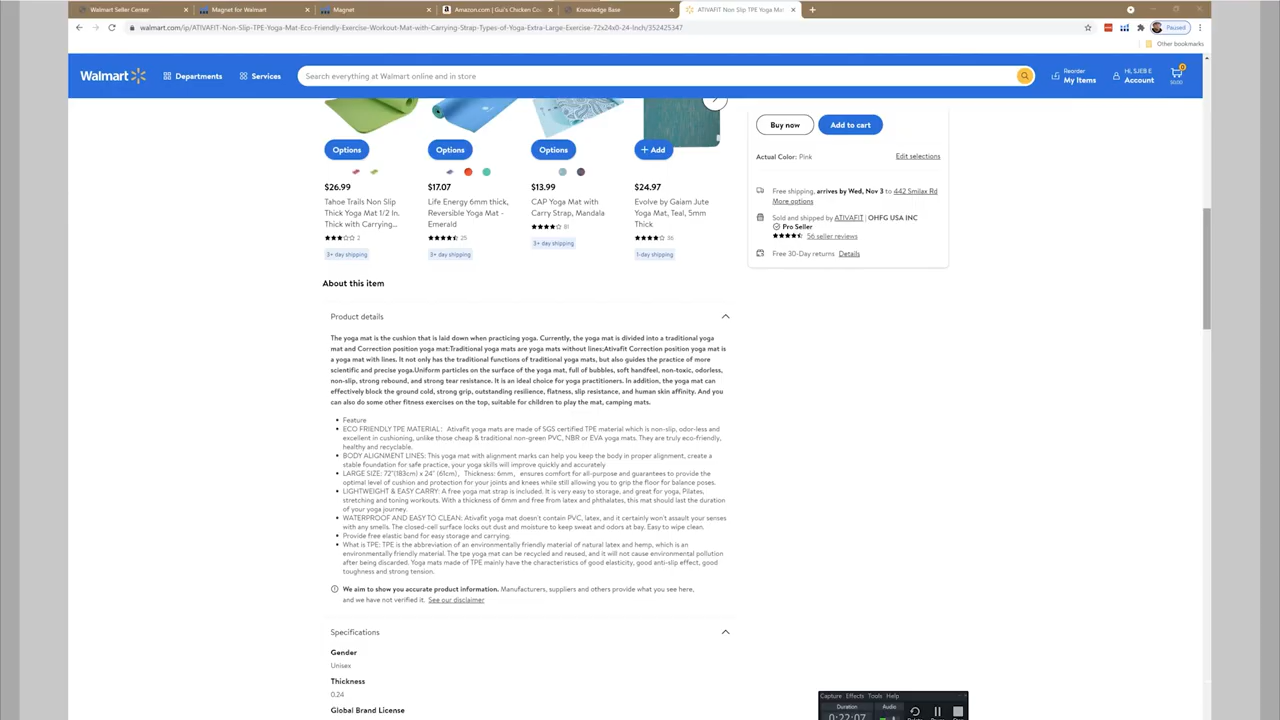 Walmart Seller Center
Magnet for Walmart
Magnet
Amazon.com | Gui's Chicken Co
Knowledge Base
ATIVAFIT Non Slip TPE Yoga Mat
walmart.com/ip/ATIVAFIT-Non-Slip-TPE-Yoga-Mat-Eco-Friendly-Exercise-Workout-Mat-with-Carrying-Strap-Types-of-Yoga-Extra-Large-Exercise-72x24x0-24-Inch/352425347
Paused
Other bookmarks
Walmart
Departments
Services
Search everything at Walmart online and in store
Reorder
My Items
Hi, SJEB E
Account
0
$0.00
Options
Options
Options
+ Add
$26.99
$17.07
$13.99
$24.97
Tahoe Trails Non Slip
Thick Yoga Mat 1/2 In.
Thick with Carrying...
2
3+ day shipping
Life Energy 6mm thick,
Reversible Yoga Mat -
Emerald
25
3+ day shipping
CAP Yoga Mat with
Carry Strap, Mandala
81
3+ day shipping
Evolve by Gaiam Jute
Yoga Mat, Teal, 5mm
Thick
36
1-day shipping
Buy now
Add to cart
Actual Color: Pink
Edit selections
Free shipping, arrives by Wed, Nov 3 to 442 Smilax Rd
More options
Sold and shipped by ATIVAFIT | OHFG USA INC
Pro Seller
56 seller reviews
Free 30-Day returns Details
About this item
Product details
The yoga mat is the cushion that is laid down when practicing yoga. Currently, the yoga mat is divided into a traditional yoga
mat and Correction position yoga mat:Traditional yoga mats are yoga mats without lines;Ativafit Correction position yoga mat is
a yoga mat with lines. It not only has the traditional functions of traditional yoga mats, but also guides the practice of more
scientific and precise yoga.Uniform particles on the surface of the yoga mat, full of bubbles, soft handfeel, non-toxic, odorless,
non-slip, strong rebound, and strong tear resistance. It is an ideal choice for yoga practitioners. In addition, the yoga mat can
effectively block the ground cold, strong grip, outstanding resilience, flatness, slip resistance, and human skin affinity. And you
can also do some other fitness exercises on the top, suitable for children to play the mat, camping mats.
• Feature
• ECO FRIENDLY TPE MATERIAL: Ativafit yoga mats are made of SGS certified TPE material which is non-slip, odor-less and
excellent in cushioning, unlike those cheap & traditional non-green PVC, NBR or EVA yoga mats. They are truly eco-friendly,
healthy and recyclable.
• BODY ALIGNMENT LINES: This yoga mat with alignment marks can help you keep the body in proper alignment, create a
stable foundation for safe practice, your yoga skills will improve quickly and accurately
• LARGE SIZE: 72"(183cm) x 24" (61cm), Thickness: 6mm, ensures comfort for all-purpose and guarantees to provide the
optimal level of cushion and protection for your joints and knees while still allowing you to grip the floor for balance poses.
• LIGHTWEIGHT & EASY CARRY: A free yoga mat strap is included. It is very easy to storage, and great for yoga, Pilates,
stretching and toning workouts. With a thickness of 6mm and free from latex and phthalates, this mat should last the duration
of your yoga journey.
• WATERPROOF AND EASY TO CLEAN: Ativafit yoga mat doesn't contain PVC, latex, and it certainly won't assault your senses
with any smells. The closed-cell surface locks out dust and moisture to keep sweat and odors at bay. Easy to wipe clean.
• Provide free elastic band for easy storage and carrying.
• What is TPE: TPE is the abbreviation of an environmentally friendly material of natural latex and hemp, which is an
environmentally friendly material. The tpe yoga mat can be recycled and reused, and it will not cause environmental pollution
after being discarded. Yoga mats made of TPE mainly have the characteristics of good elasticity, good anti-slip effect, good
toughness and strong tension.
We aim to show you accurate product information. Manufacturers, suppliers and others provide what you see here,
and we have not verified it. See our disclaimer
Specifications
Gender
Unisex
Thickness
0.24
Global Brand License
Capture Effects Tools Help
Duration
Audio
0:22:07